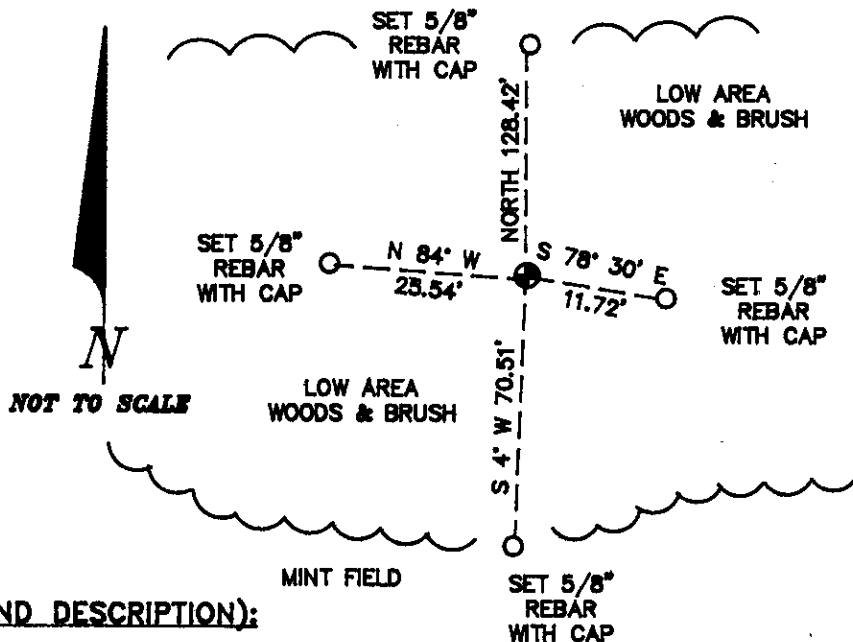 SET 5/8"
REBAR
WITH CAP
NORTH 128.42'
LOW AREA
WOODS & BRUSH
SET 5/8"
REBAR
WITH CAP
N 84° W
25.54'
S 78° 30' E
11.72'
SET 5/8"
REBAR
WITH CAP
N
NOT TO SCALE
LOW AREA
WOODS & BRUSH
S 4° W 70.51'
MINT FIELD
SET 5/8"
REBAR
WITH CAP
ND DESCRIPTION):